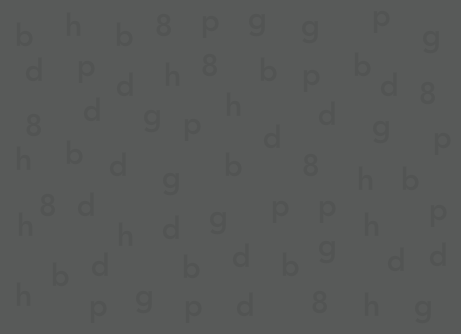 b h b 8 p g g p g
d p d h 8 b p b d 8
8 d g p h d d g p
h b d g b 8 h b
h 8 d h d g p p h p
b d b d b g d d
h p g p d 8 h g